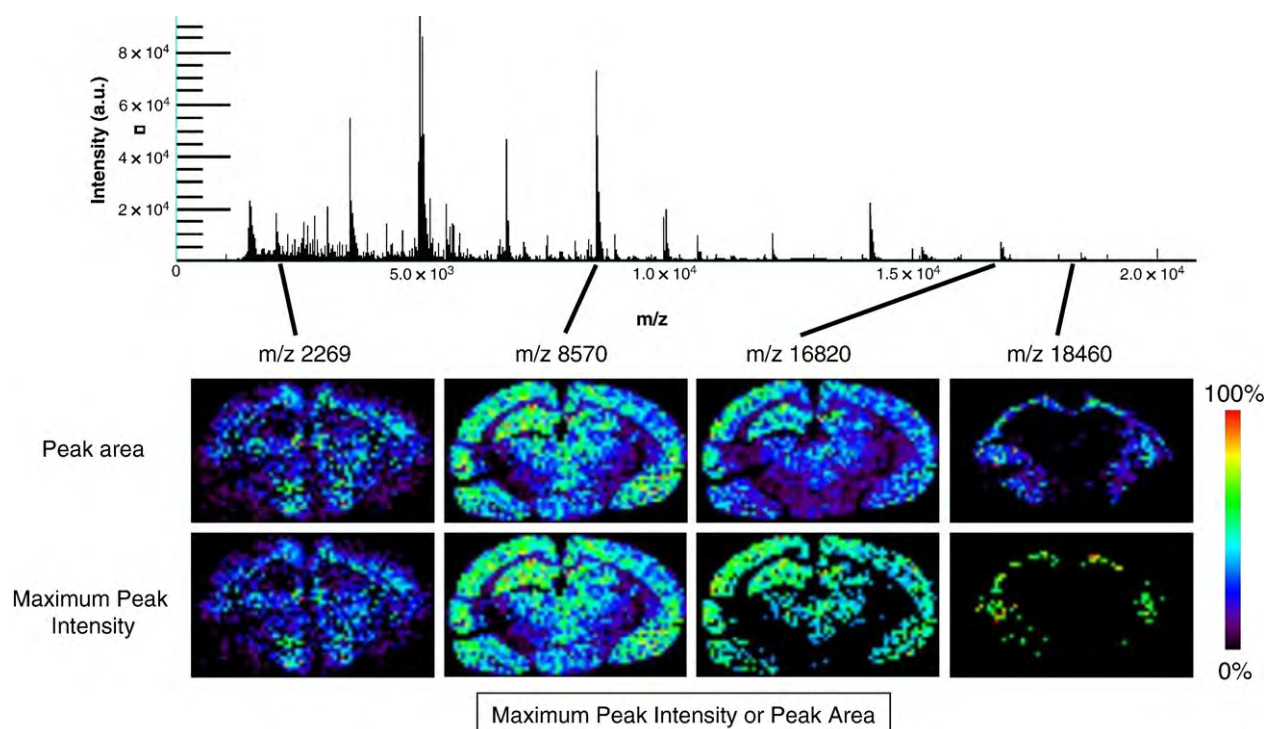 8 × 10⁴
6 × 10⁴
4 × 10⁴
2 × 10⁴
Intensity (a.u.)
0
5.0 × 10³
1.0 × 10⁴
1.5 × 10⁴
2.0 × 10⁴
m/z
m/z 2269
m/z 8570
m/z 16820
m/z 18460
Peak area
100%
Maximum Peak
Intensity
0%
Maximum Peak Intensity or Peak Area